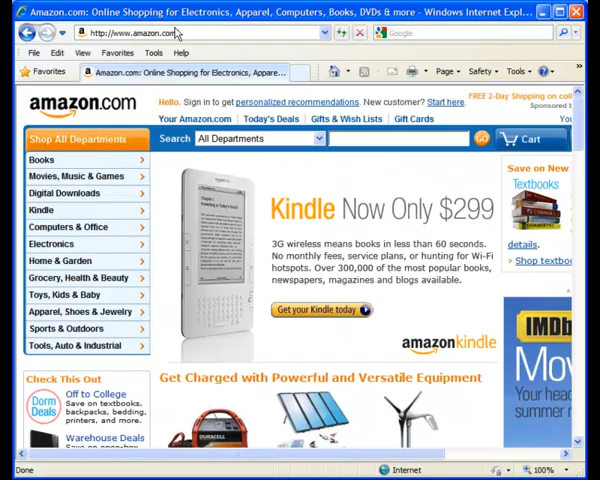 Amazon.com: Online Shopping for Electronics, Apparel, Computers, Books, DVDs & more - Windows Internet Expl...
http://www.amazon.com
Google
File Edit View Favorites Tools Help
Favorites
Amazon.com: Online Shopping for Electronics, Appare...
Page Safety Tools
amazon.com
Hello. Sign in to get personalized recommendations. New customer? Start here.
FREE 2-Day Shipping on coll
Sponsored b
Your Amazon.com Today's Deals Gifts & Wish Lists Gift Cards
Shop All Departments
Search All Departments GO Cart
Books
Movies, Music & Games
Digital Downloads
Kindle
Computers & Office
Electronics
Home & Garden
Grocery, Health & Beauty
Toys, Kids & Baby
Apparel, Shoes & Jewelry
Sports & Outdoors
Tools, Auto & Industrial
Kindle Now Only $299
3G wireless means books in less than 60 seconds.
No monthly fees, service plans, or hunting for Wi-Fi
hotspots. Over 300,000 of the most popular books,
newspapers, magazines and blogs available.
Get your Kindle today
amazonkindle
Save on New
Textbooks
details.
Shop textbo
IMDb
Mov
Your head
summer m
Check This Out
Dorm
Deals
Off to College
Save on textbooks,
backpacks, bedding,
printers, and more.
Warehouse Deals
Save on open-box
Get Charged with Powerful and Versatile Equipment
DURACELL
Done
Internet
100%